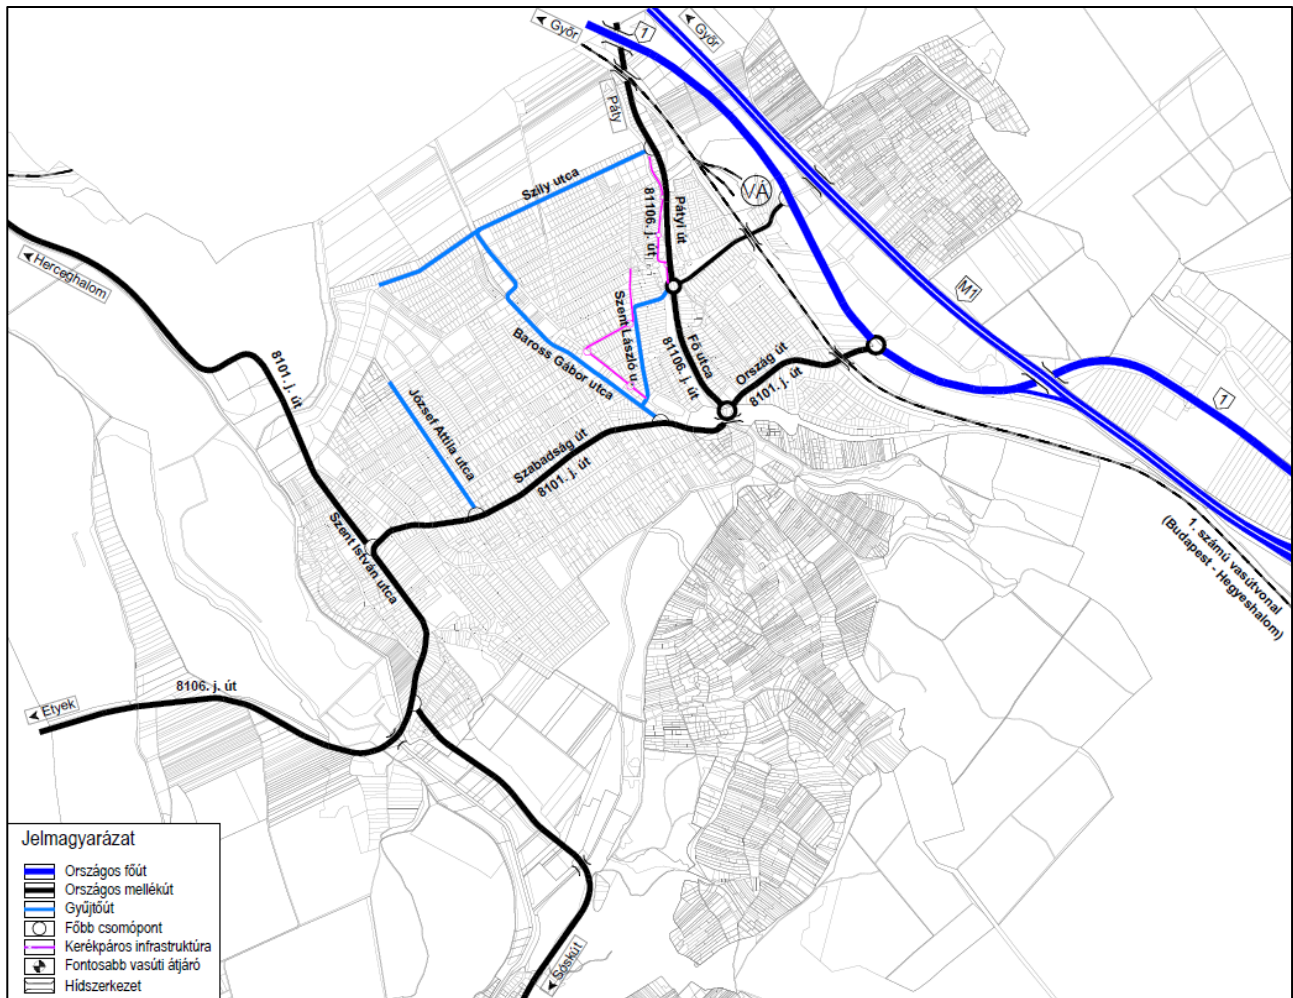 Győr
1
Győr
Páty
Szily utca
VÁ
81106. j. út
Pátyi út
Herceghalom
M1
Szent László u.
8101. j. út
Baross Gábor utca
81106. j. út
Fő utca
Ország út
8101. j. út
1
József Attila utca
Szabadság út
8101. j. út
Szent István utca
1. számú vasútvonal
(Budapest - Hegyeshalom)
8106. j. út
Etyek
Sóskút
Jelmagyarázat
Országos főút
Országos mellékút
Gyűjtőút
Főbb csomópont
Kerékpáros infrastruktúra
Fontosabb vasúti átjáró
Hídszerkezet